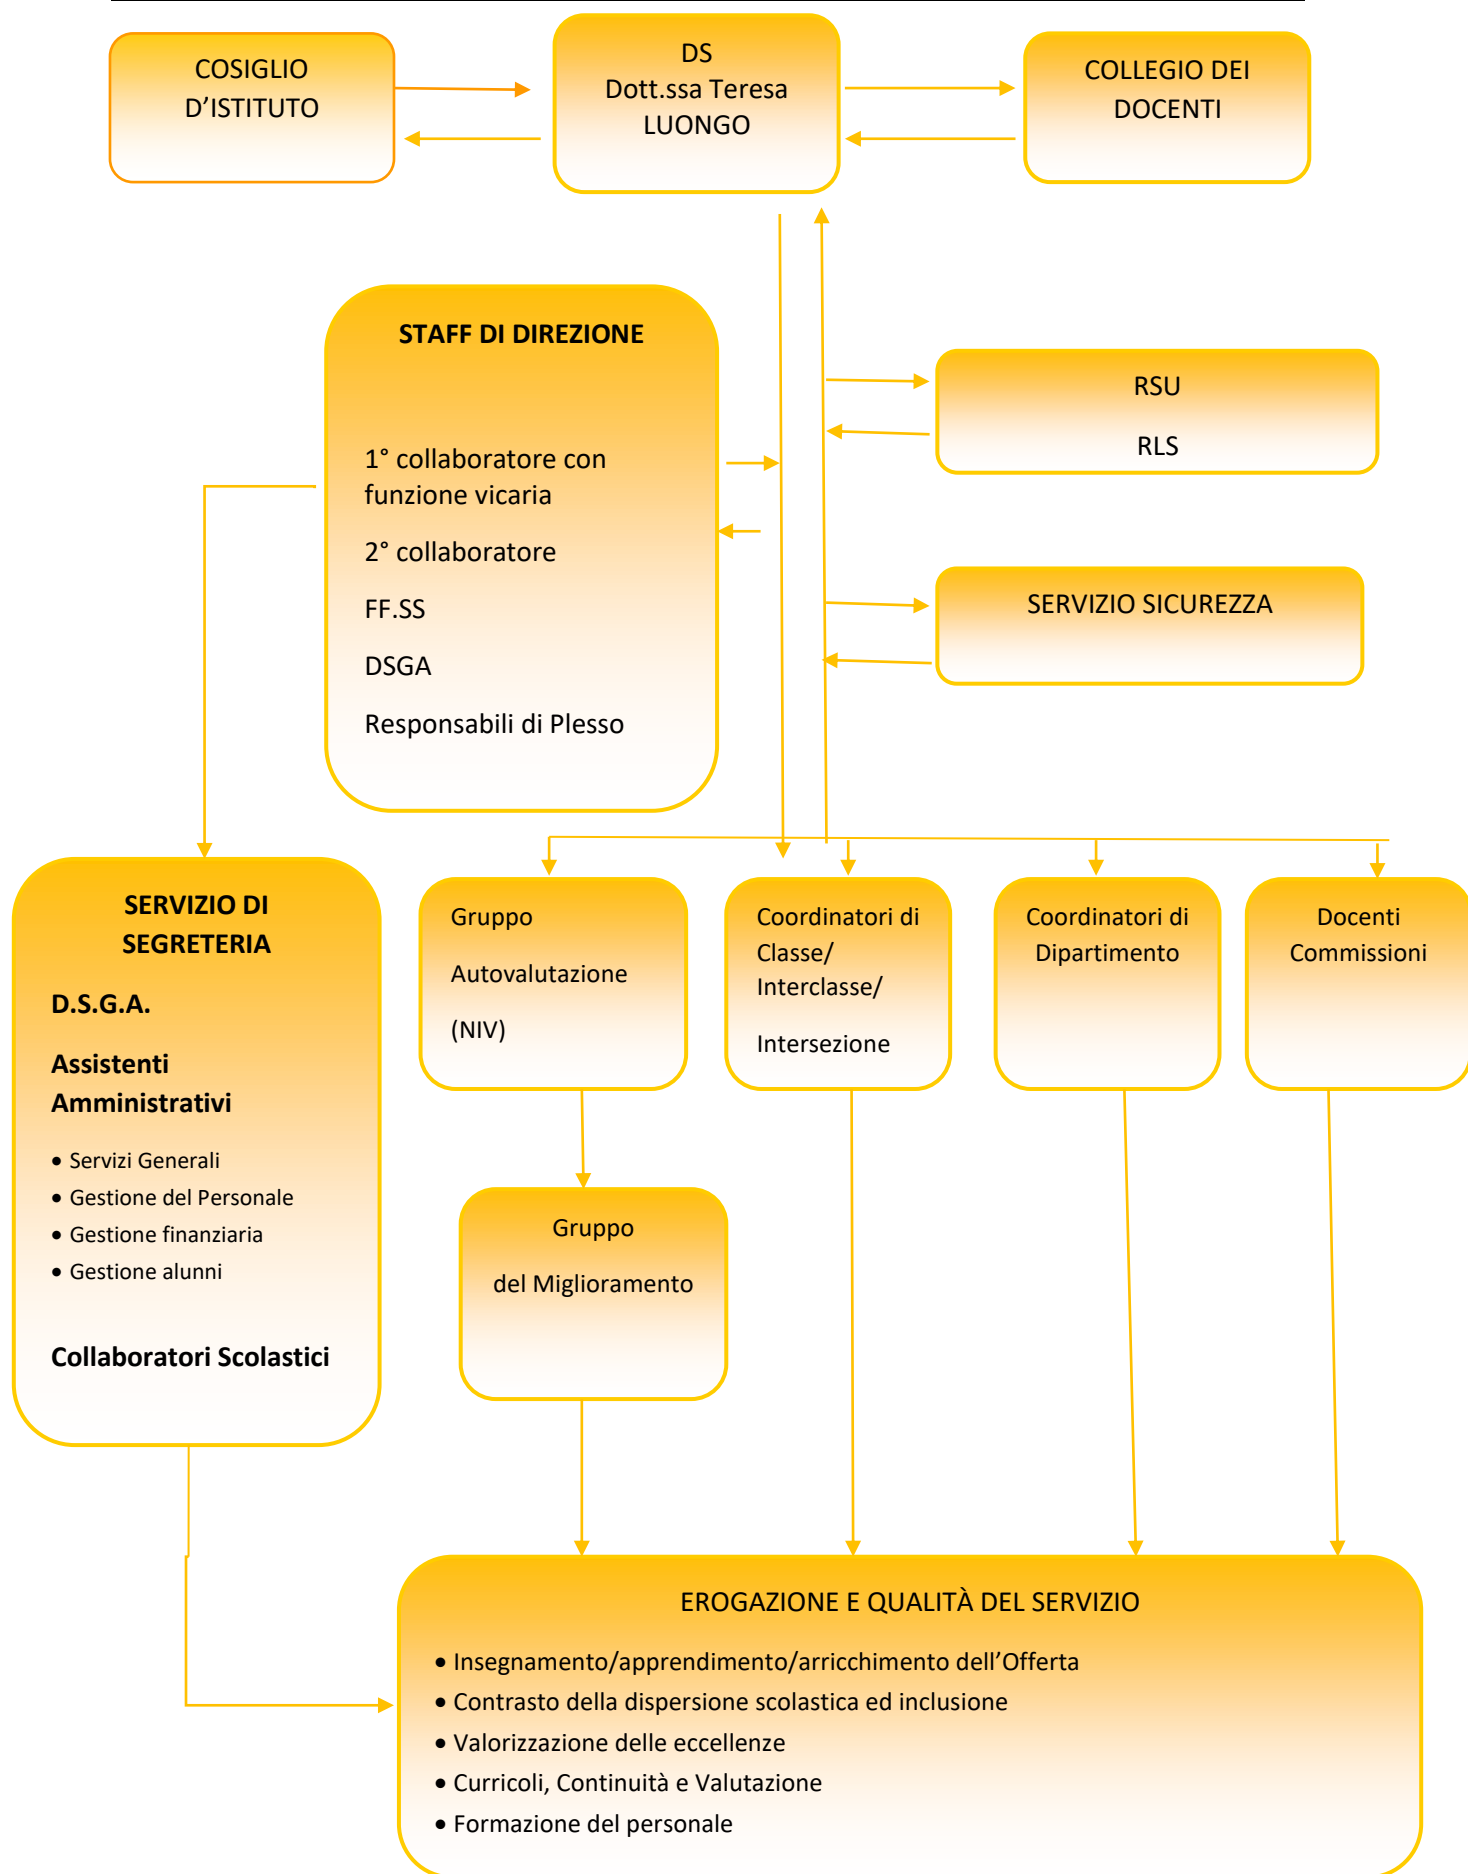 COSIGLIO
D’ISTITUTO
DS
Dott.ssa Teresa
LUONGO
COLLEGIO DEI
DOCENTI
STAFF DI DIREZIONE
1° collaboratore con
funzione vicaria
2° collaboratore
FF.SS
DSGA
Responsabili di Plesso
RSU
RLS
SERVIZIO SICUREZZA
SERVIZIO DI
SEGRETERIA
D.S.G.A.
Assistenti
Amministrativi
• Servizi Generali
• Gestione del Personale
• Gestione finanziaria
• Gestione alunni
Collaboratori Scolastici
Gruppo
Autovalutazione
(NIV)
Coordinatori di
Classe/
Interclasse/
Intersezione
Coordinatori di
Dipartimento
Docenti
Commissioni
Gruppo
del Miglioramento
EROGAZIONE E QUALITÀ DEL SERVIZIO
• Insegnamento/apprendimento/arricchimento dell’Offerta
• Contrasto della dispersione scolastica ed inclusione
• Valorizzazione delle eccellenze
• Curricoli, Continuità e Valutazione
• Formazione del personale